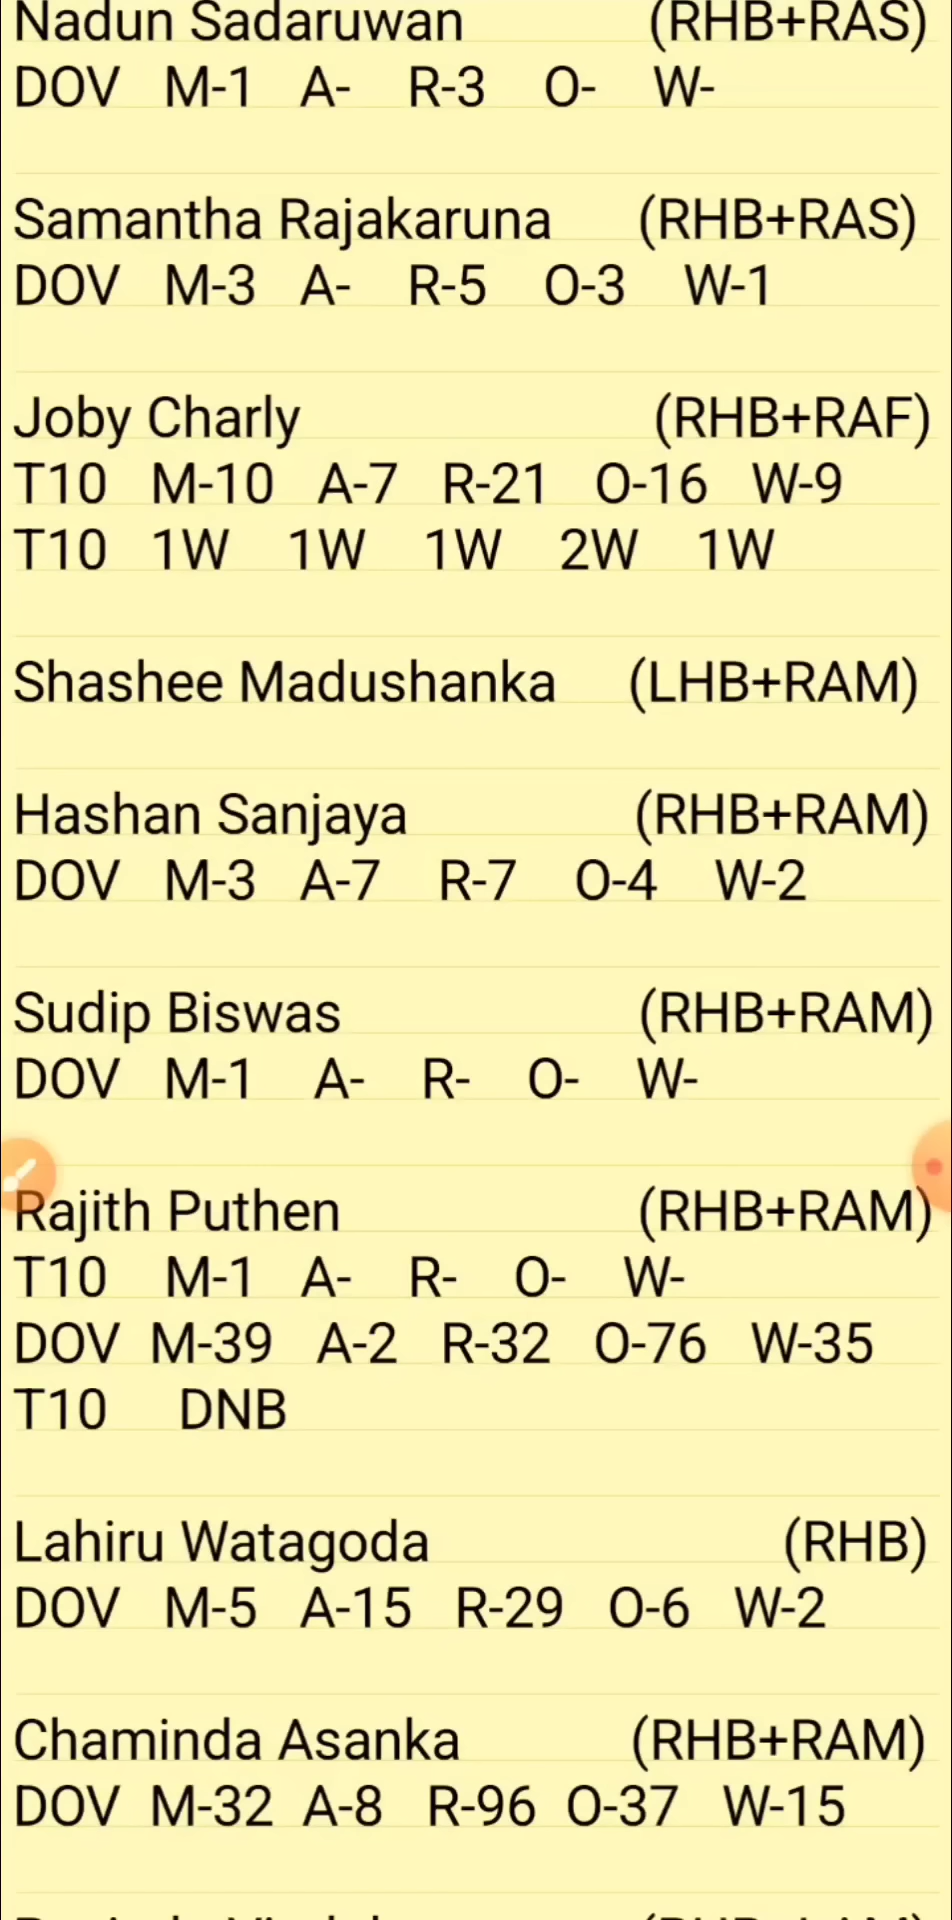 Nadun Sadaruwan (RHB+RAS)
DOV M-1 A- R-3 O- W-
Samantha Rajakaruna (RHB+RAS)
DOV M-3 A- R-5 O-3 W-1
Joby Charly (RHB+RAF)
T10 M-10 A-7 R-21 O-16 W-9
T10 1W 1W 1W 2W 1W
Shashee Madushanka (LHB+RAM)
Hashan Sanjaya (RHB+RAM)
DOV M-3 A-7 R-7 O-4 W-2
Sudip Biswas (RHB+RAM)
DOV M-1 A- R- O- W-
Rajith Puthen (RHB+RAM)
T10 M-1 A- R- O- W-
DOV M-39 A-2 R-32 O-76 W-35
T10 DNB
Lahiru Watagoda (RHB)
DOV M-5 A-15 R-29 O-6 W-2
Chaminda Asanka (RHB+RAM)
DOV M-32 A-8 R-96 O-37 W-15